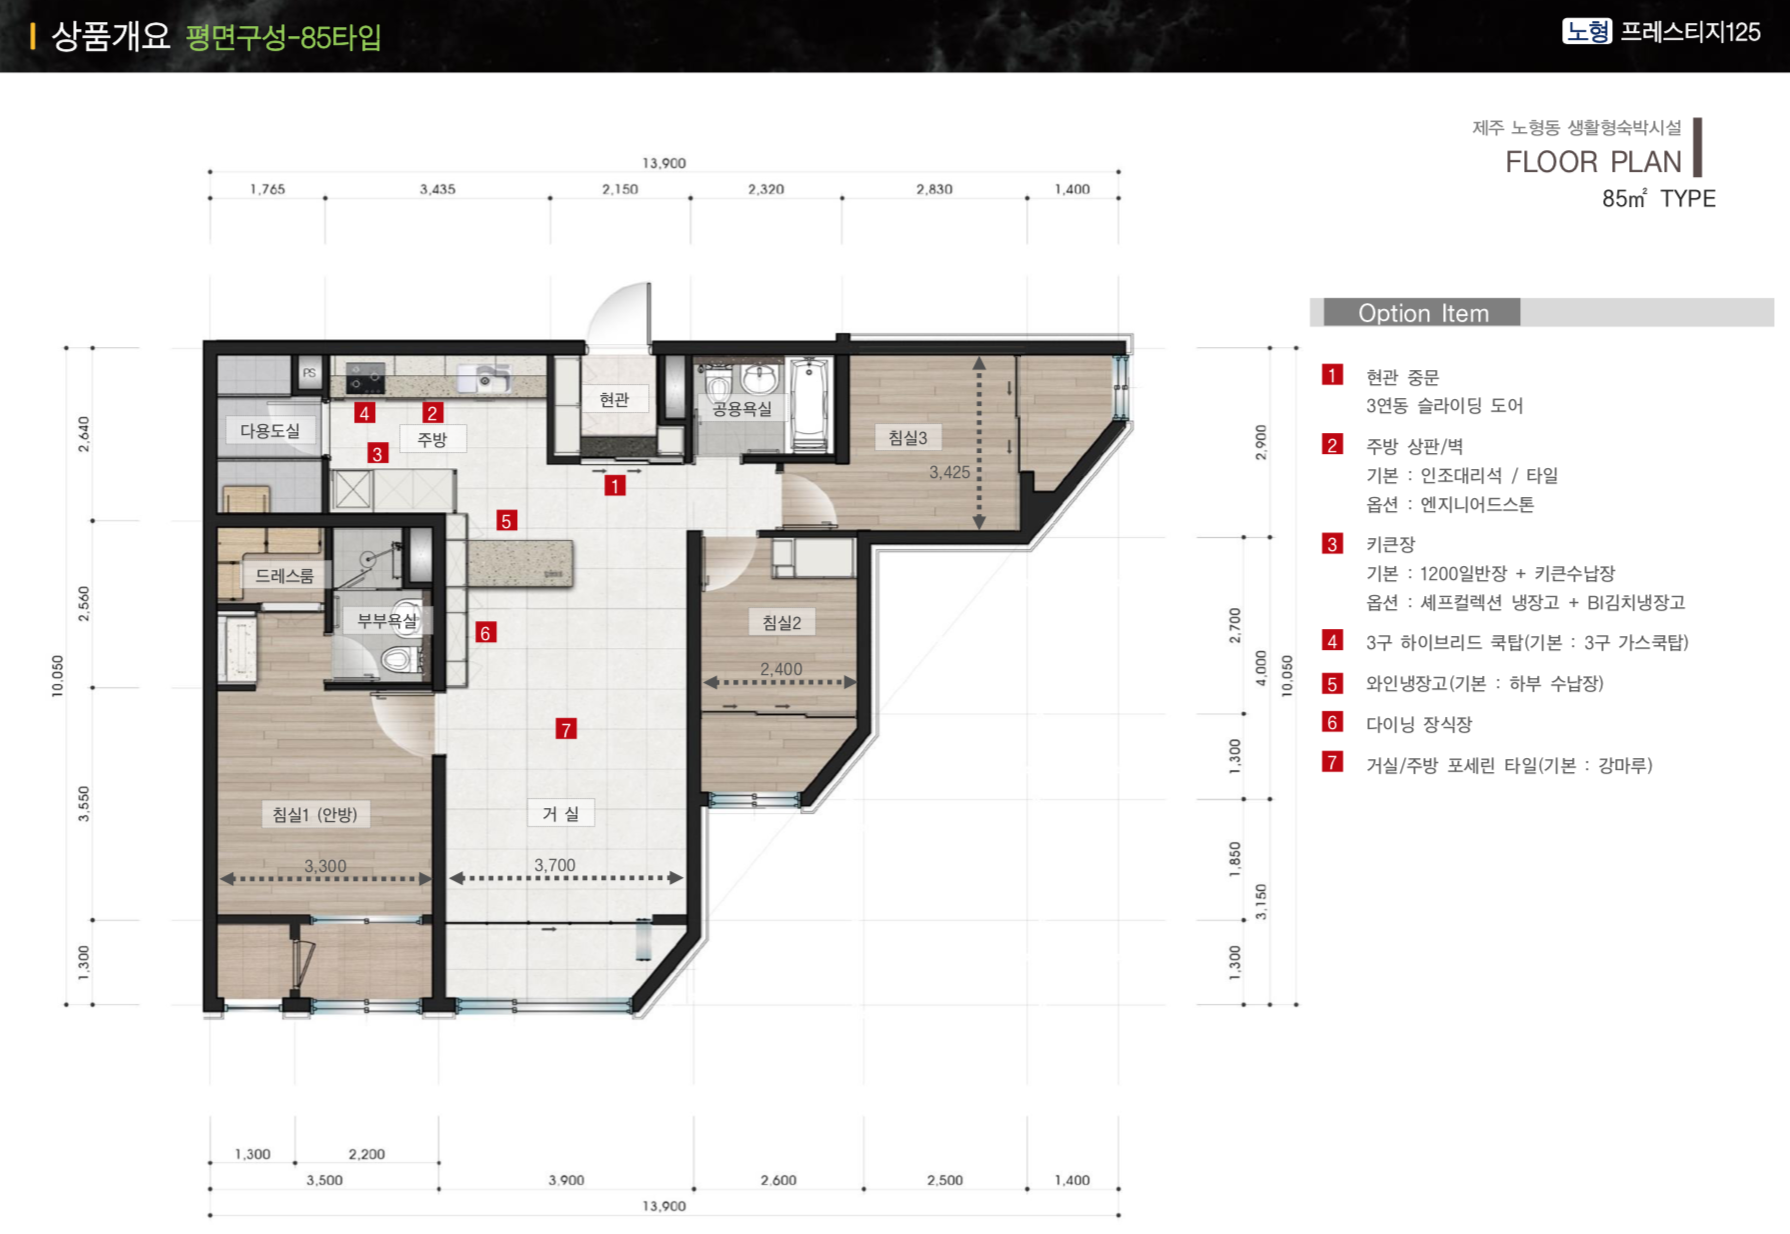 상품개요 평면구성-85타입
노형 프레스티지125
제주 노형동 생활형숙박시설
FLOOR PLAN
85㎡ TYPE
13,900
1,765 3,435 2,150 2,320 2,830 1,400
Option Item
1 현관 중문
3연동 슬라이딩 도어
2 주방 상판/벽
기본 : 인조대리석 / 타일
옵션 : 엔지니어드스톤
3 키큰장
기본 : 1200일반장 + 키큰수납장
옵션 : 셰프컬렉션 냉장고 + BI김치냉장고
4 3구 하이브리드 쿡탑(기본 : 3구 가스쿡탑)
5 와인냉장고(기본 : 하부 수납장)
6 다이닝 장식장
7 거실/주방 포세린 타일(기본 : 강마루)
PS
현관
공용욕실
4 2
다용도실
주방
침실3
3
3,425
1
5
드레스룸
부부욕실
6
침실2
2,400
7
침실1 (안방)
거 실
3,300
3,700
2,640
2,560
3,550
1,300
10,050
2,900
2,700
4,000
10,050
1,300
1,850
3,150
1,300
1,300 2,200
3,500 3,900 2,600 2,500 1,400
13,900